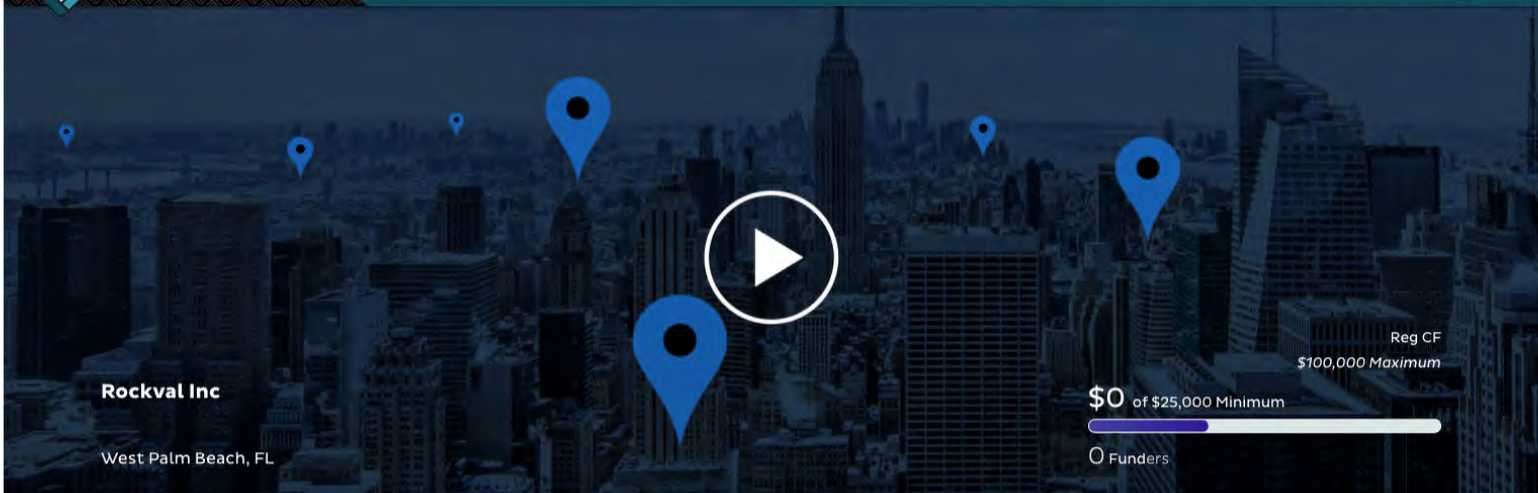 Rockval Inc
West Palm Beach, FL
Reg CF
$100,000 Maximum
$0 of $25,000 Minimum
0 Funders